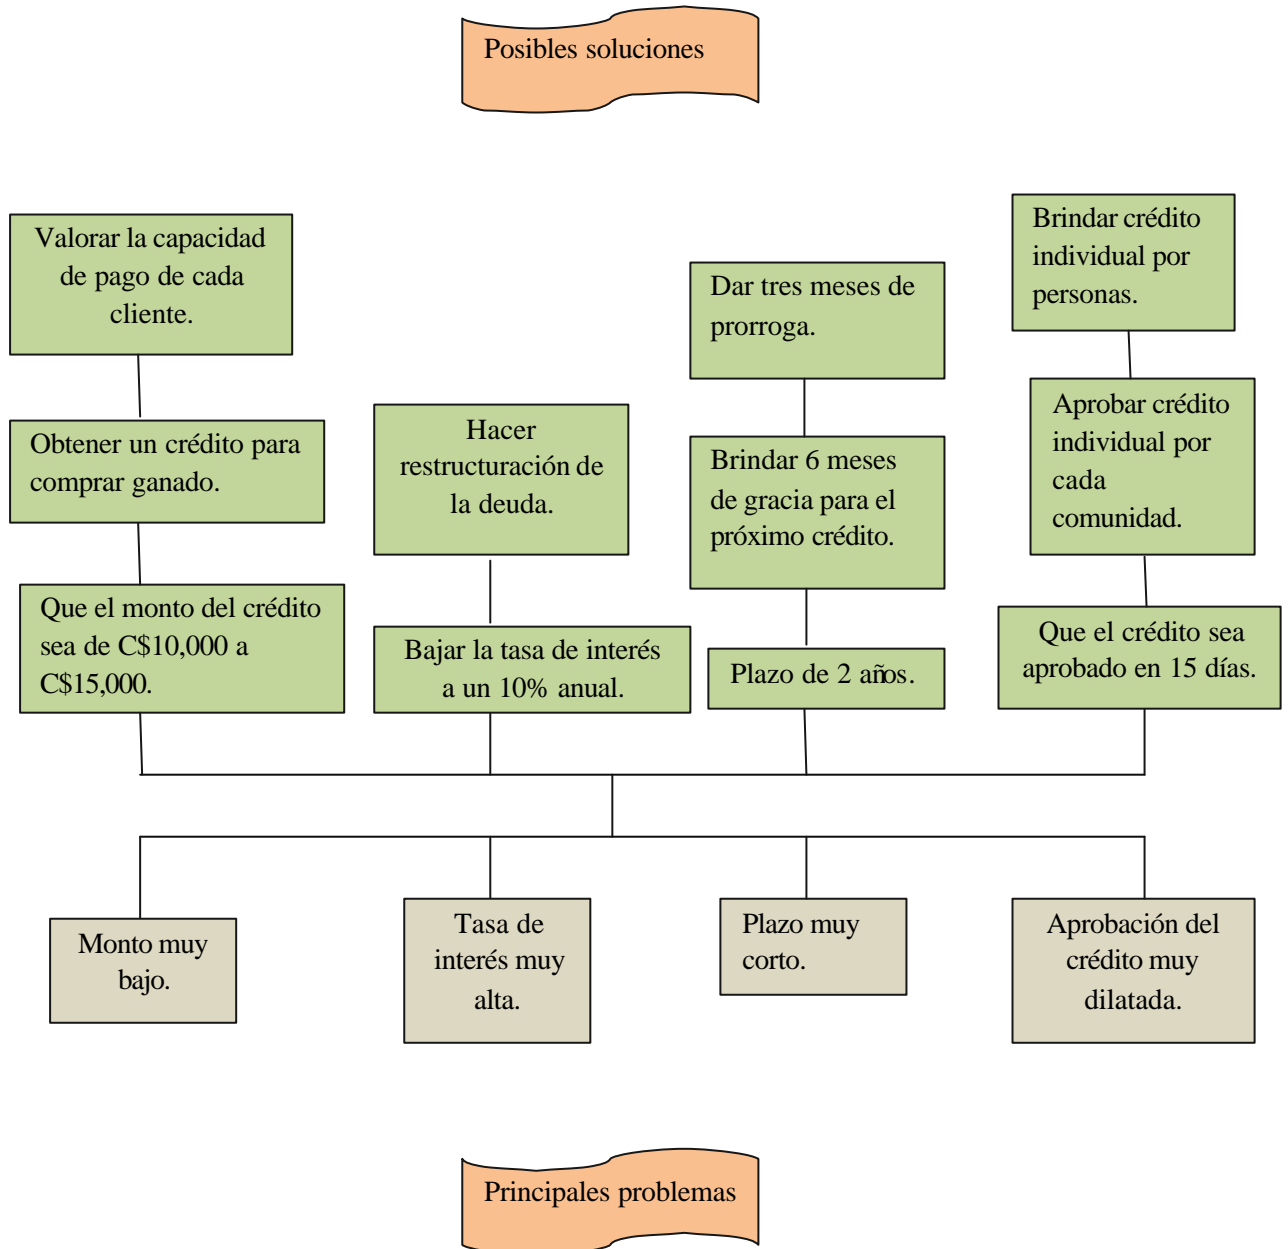 Posibles soluciones
Valorar la capacidad
de pago de cada
cliente.
Obtener un crédito para
comprar ganado.
Que el monto del crédito
sea de C$10,000 a
C$15,000.
Hacer
restructuración de
la deuda.
Bajar la tasa de interés
a un 10% anual.
Dar tres meses de
prorroga.
Brindar 6 meses
de gracia para el
próximo crédito.
Plazo de 2 años.
Brindar crédito
individual por
personas.
Aprobar crédito
individual por
cada
comunidad.
Que el crédito sea
aprobado en 15 días.
Monto muy
bajo.
Tasa de
interés muy
alta.
Plazo muy
corto.
Aprobación del
crédito muy
dilatada.
Principales problemas